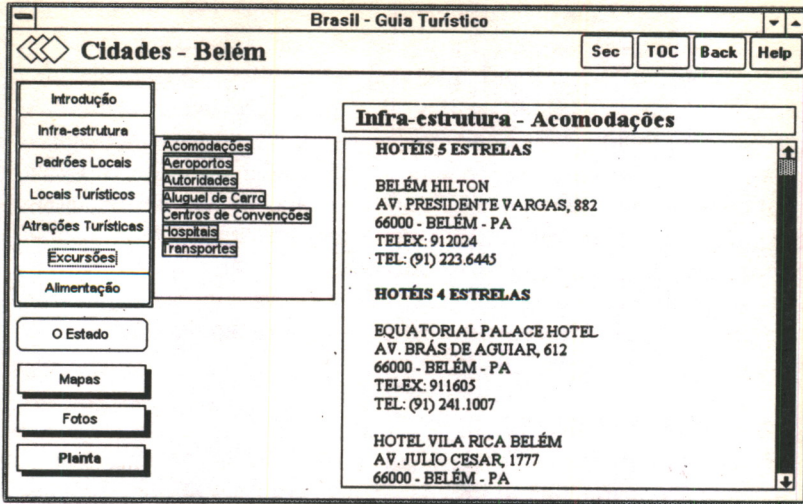 Brasil - Guia Turístico
Cidades - Belém
Sec
TOC
Back
Help
Introdução
Infra-estrutura
Padrões Locais
Locais Turísticos
Atrações Turísticas
Excursões
Alimentação
O Estado
Mapas
Fotos
Planta
Acomodações
Aeroportos
Autoridades
Aluguel de Carro
Centros de Convenções
Hospitais
Transportes
Infra-estrutura - Acomodações
HOTÉIS 5 ESTRELAS
BELÉM HILTON
AV. PRESIDENTE VARGAS, 882
66000 - BELÉM - PA
TELEX: 912024
TEL: (91) 223.6445
HOTÉIS 4 ESTRELAS
EQUATORIAL PALACE HOTEL
AV. BRÁS DE AGUIAR, 612
66000 - BELÉM - PA
TELEX: 911605
TEL: (91) 241.1007
HOTEL VILA RICA BELÉM
AV. JULIO CESAR, 1777
66000 - BELÉM - PA